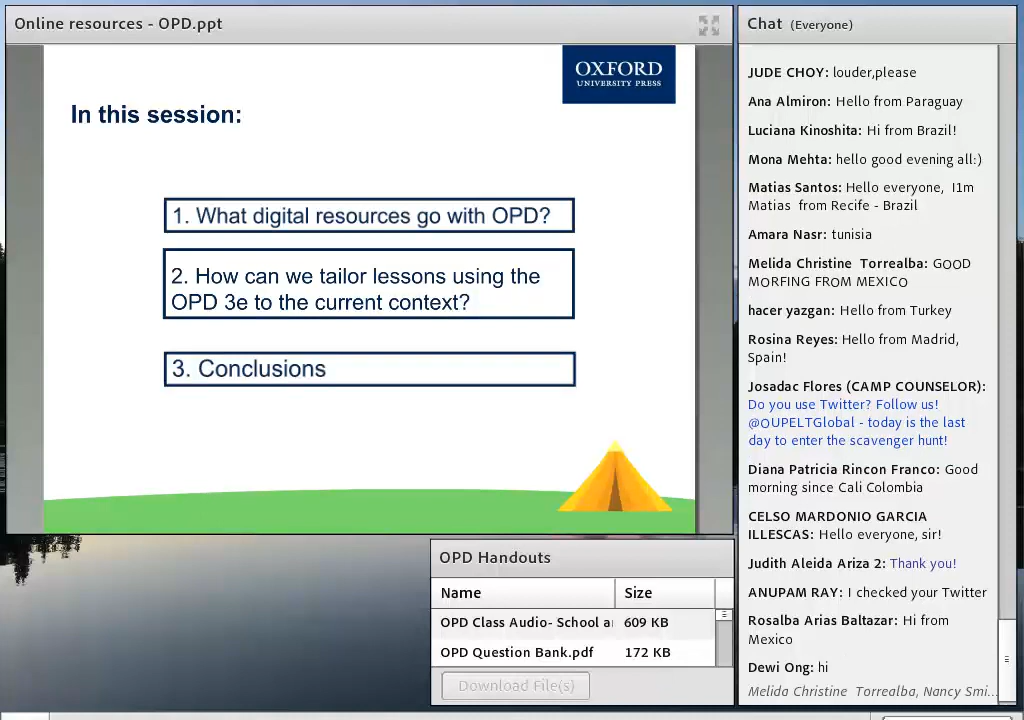 Online resources - OPD.ppt
OXFORD
UNIVERSITY PRESS
In this session:
1. What digital resources go with OPD?
2. How can we tailor lessons using the
OPD 3e to the current context?
3. Conclusions
OPD Handouts
Name Size
OPD Class Audio- School a 609 KB
OPD Question Bank.pdf 172 KB
Download File(s)
Chat (Everyone)
JUDE CHOY: louder,please
Ana Almiron: Hello from Paraguay
Luciana Kinoshita: Hi from Brazil!
Mona Mehta: hello good evening all:)
Matias Santos: Hello everyone, I1m
Matias from Recife - Brazil
Amara Nasr: tunisia
Melida Christine Torrealba: GOOD
MORFING FROM MEXICO
hacer yazgan: Hello from Turkey
Rosina Reyes: Hello from Madrid,
Spain!
Josadac Flores (CAMP COUNSELOR):
Do you use Twitter? Follow us!
@OUPELTGlobal - today is the last
day to enter the scavenger hunt!
Diana Patricia Rincon Franco: Good
morning since Cali Colombia
CELSO MARDONIO GARCIA
ILLESCAS: Hello everyone, sir!
Judith Aleida Ariza 2: Thank you!
ANUPAM RAY: I checked your Twitter
Rosalba Arias Baltazar: Hi from
Mexico
Dewi Ong: hi
Melida Christine Torrealba, Nancy Smi...